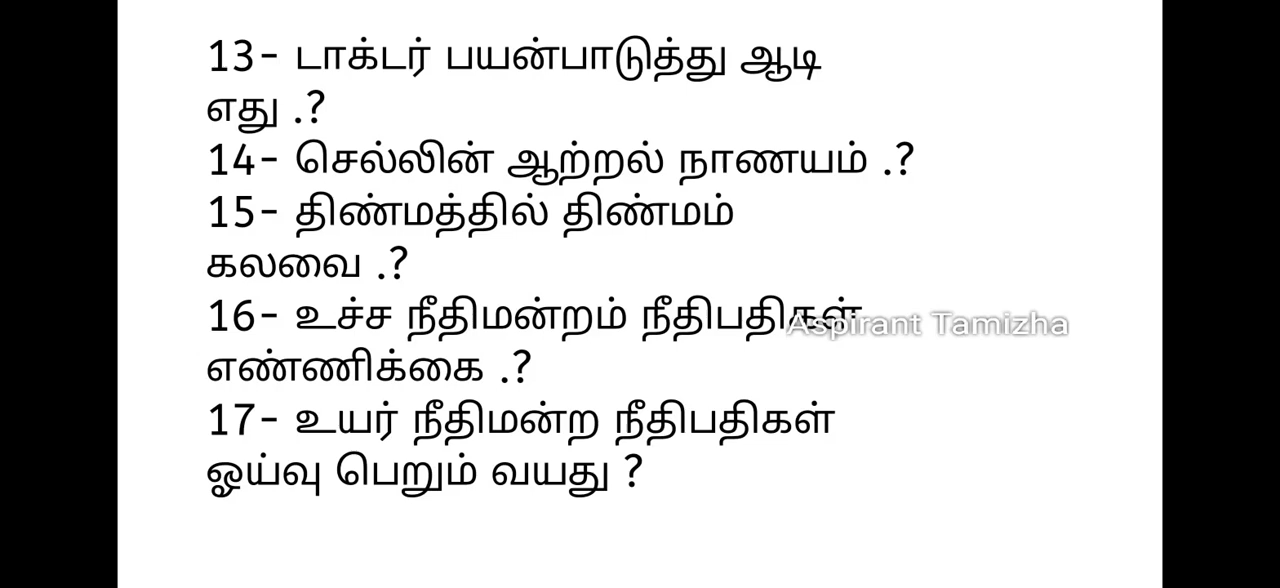 13- டாக்டர் பயன்பாடுத்து ஆடி
எது .?
14- செல்லின் ஆற்றல் நாணயம் .?
15- திண்மத்தில் திண்மம்
கலவை .?
16- உச்ச நீதிமன்றம் நீதிபதிகள்
Aspirant Tamizha
எண்ணிக்கை .?
17- உயர் நீதிமன்ற நீதிபதிகள்
ஓய்வு பெறும் வயது ?